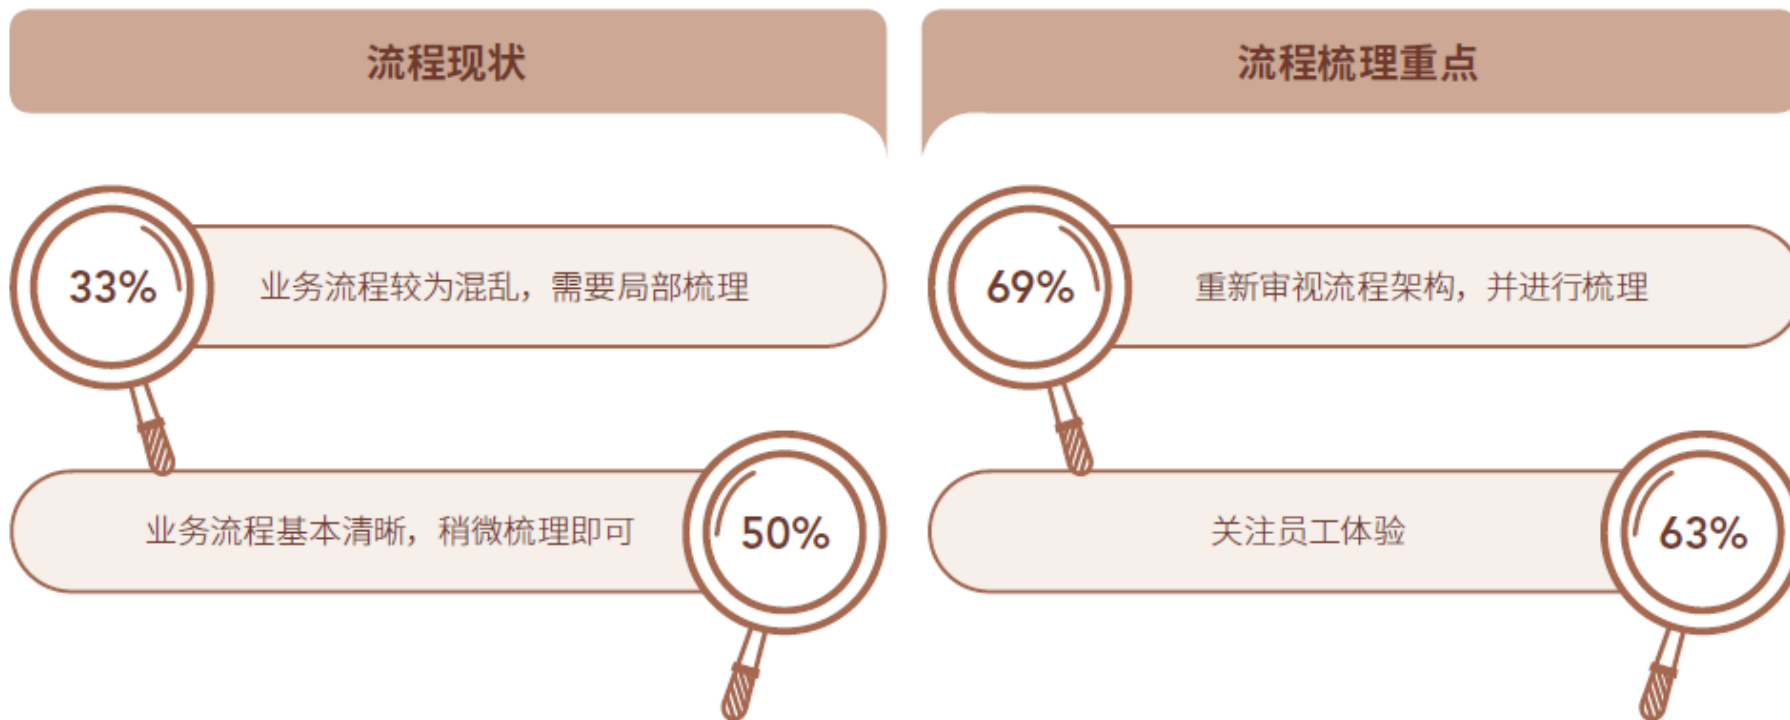 流程现状
33%
业务流程较为混乱，需要局部梳理
业务流程基本清晰，稍微梳理即可
50%
流程梳理重点
69%
重新审视流程架构，并进行梳理
关注员工体验
63%